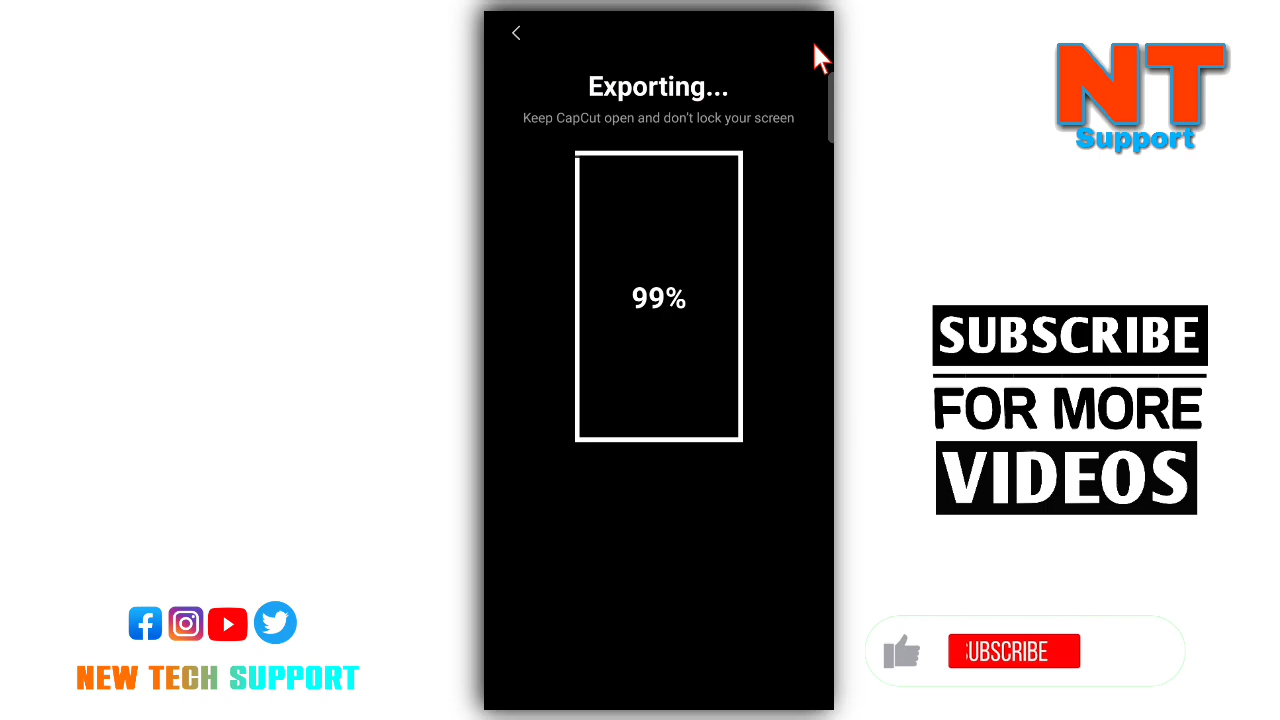 Exporting...
Keep CapCut open and don't lock your screen
99%
NT
Support
SUBSCRIBE
FOR MORE
VIDEOS
NEW TECH SUPPORT
SUBSCRIBE